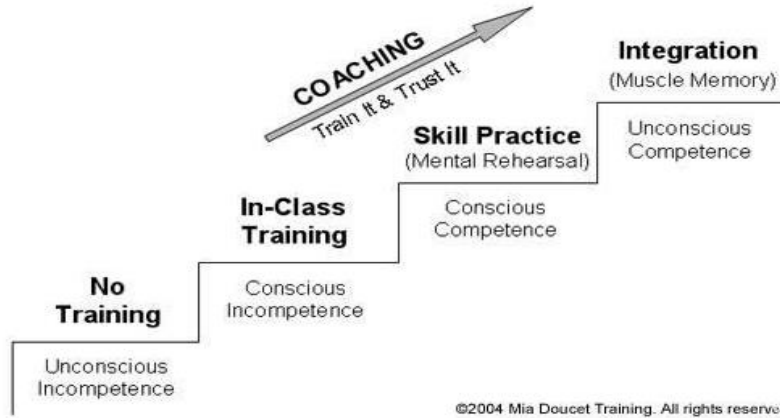 COACHING
Train It & Trust It
Integration
(Muscle Memory)
Unconscious
Competence
Skill Practice
(Mental Rehearsal)
Conscious
Competence
In-Class
Training
Conscious
Incompetence
No
Training
Unconscious
Incompetence
©2004 Mia Doucet Training. All rights